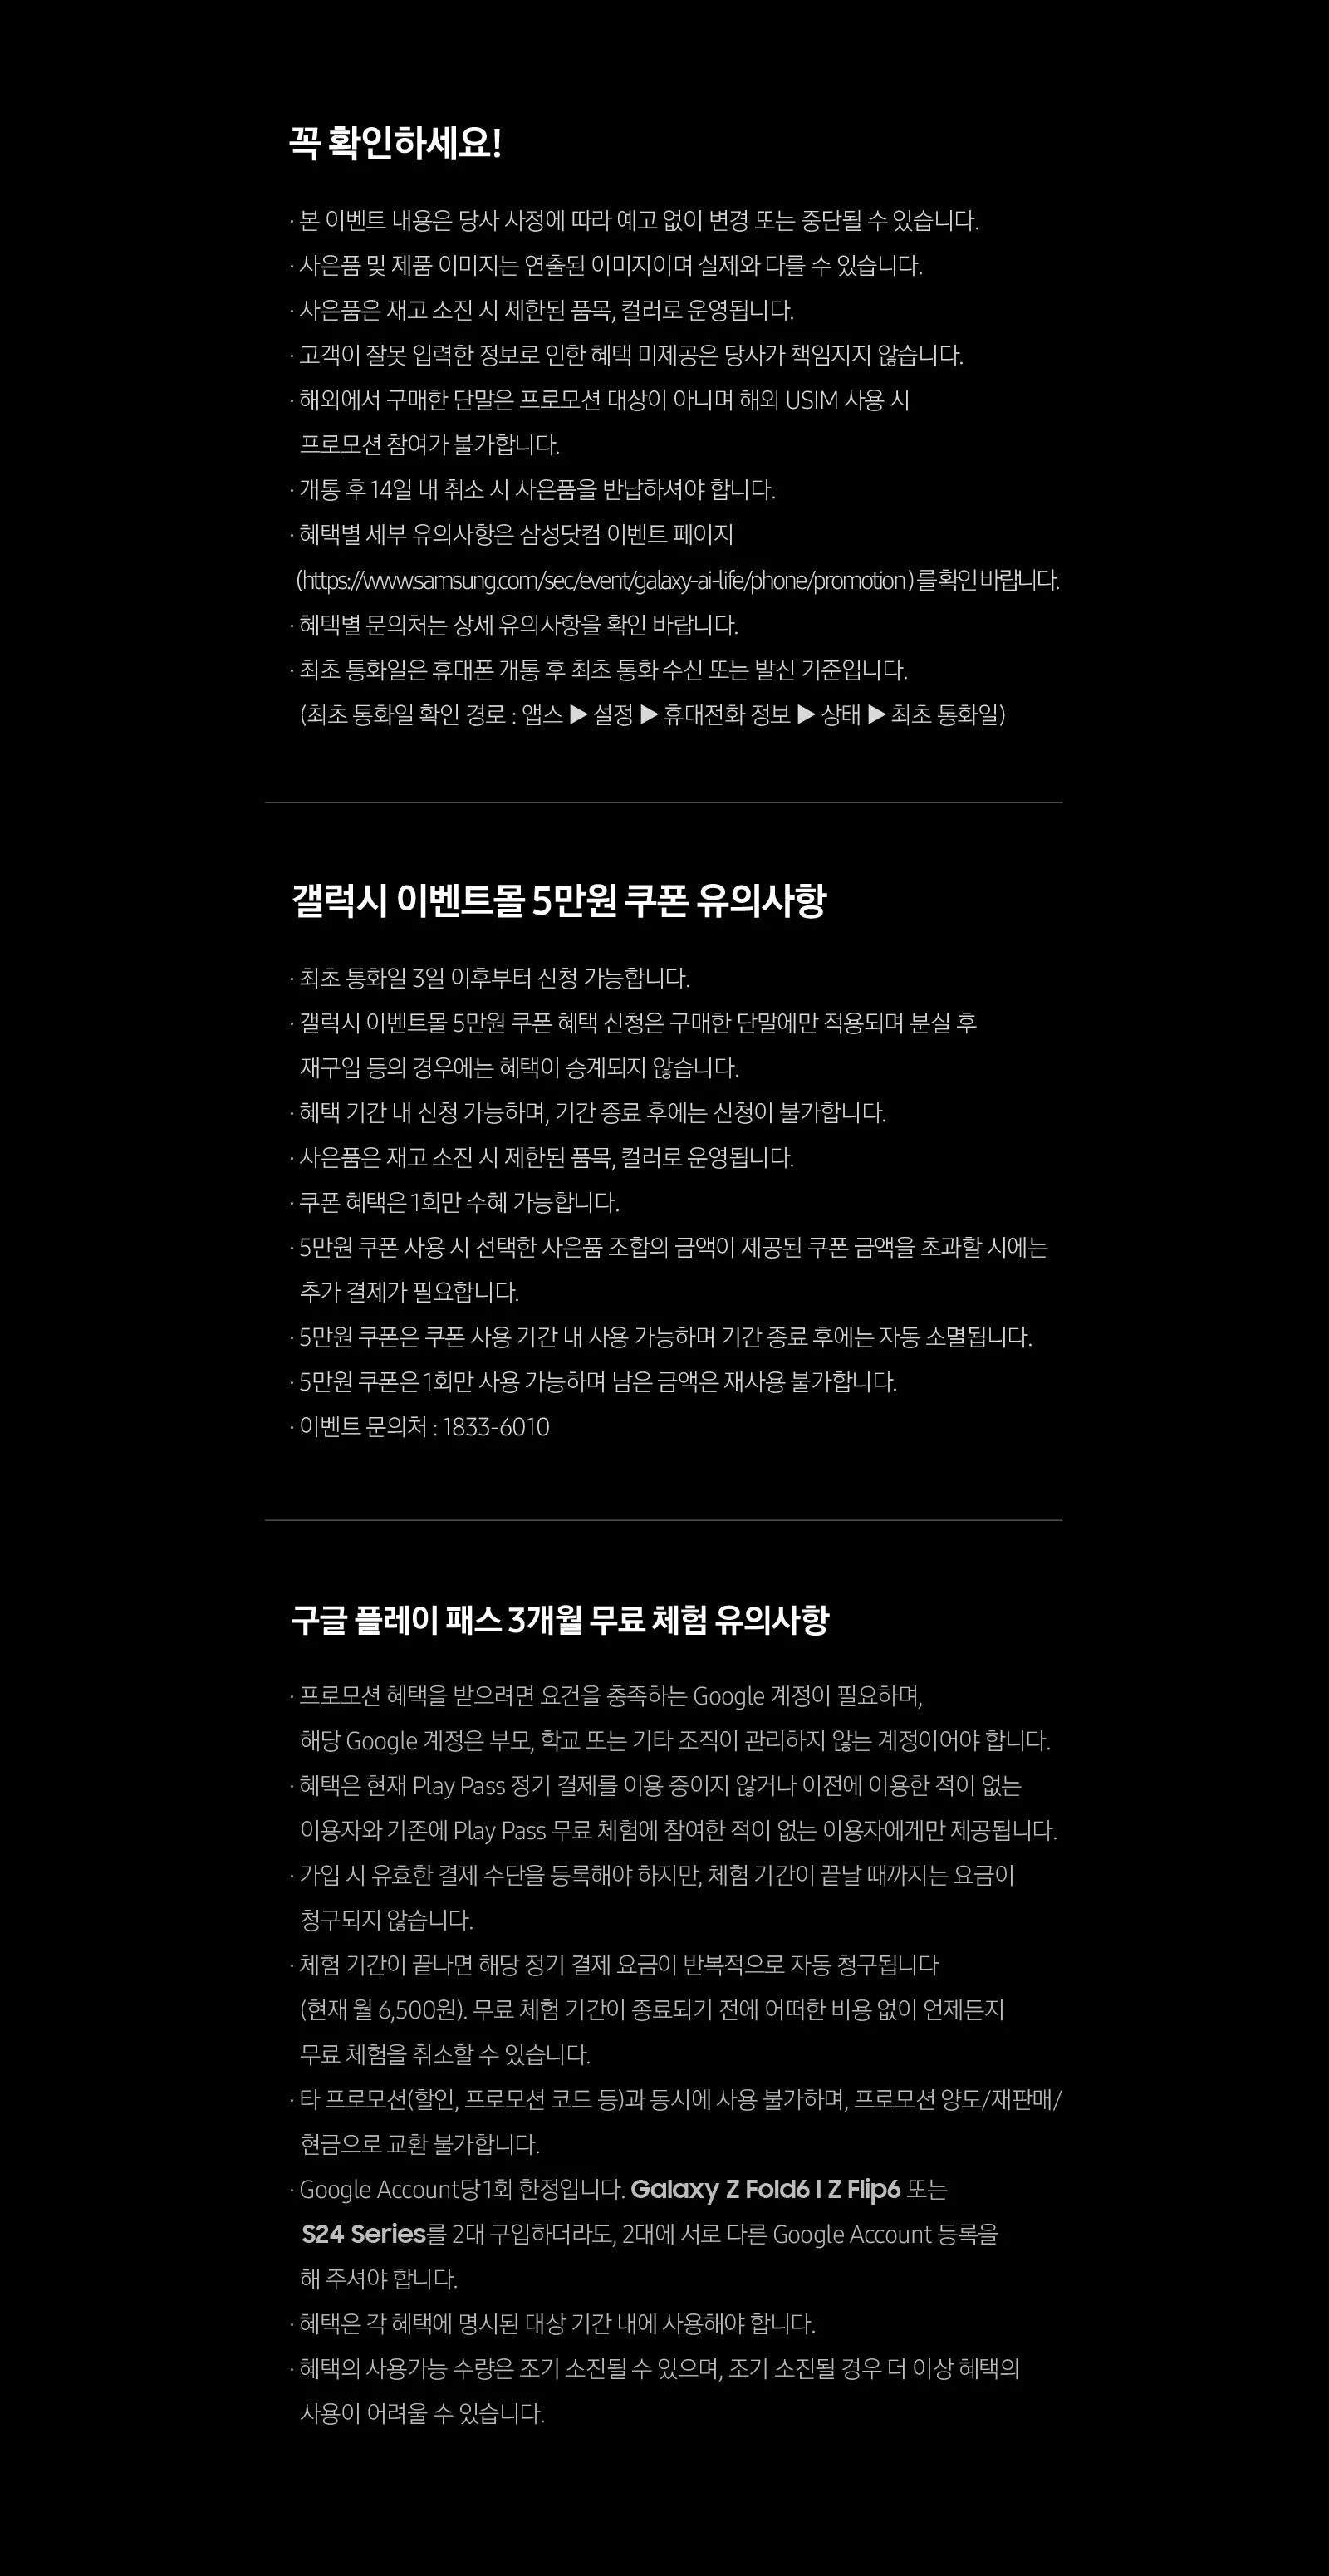 꼭 확인하세요!
· 본 이벤트 내용은 당사 사정에 따라 예고 없이 변경 또는 중단될 수 있습니다.
· 사은품 및 제품 이미지는 연출된 이미지이며 실제와 다를 수 있습니다.
· 사은품은 재고 소진 시 제한된 품목, 컬러로 운영됩니다.
· 고객이 잘못 입력한 정보로 인한 혜택 미제공은 당사가 책임지지 않습니다.
· 해외에서 구매한 단말은 프로모션 대상이 아니며 해외 USIM 사용 시
프로모션 참여가 불가합니다.
· 개통 후 14일 내 취소 시 사은품을 반납하셔야 합니다.
· 혜택별 세부 유의사항은 삼성닷컴 이벤트 페이지
(https://www.samsung.com/sec/event/galaxy-ai-life/phone/promotion ) 를 확인 바랍니다.
· 혜택별 문의처는 상세 유의사항을 확인 바랍니다.
· 최초 통화일은 휴대폰 개통 후 최초 통화 수신 또는 발신 기준입니다.
(최초 통화일 확인 경로 : 앱스 ▶ 설정 ▶ 휴대전화 정보 ▶ 상태 ▶ 최초 통화일)
갤럭시 이벤트몰 5만원 쿠폰 유의사항
· 최초 통화일 3일 이후부터 신청 가능합니다.
· 갤럭시 이벤트몰 5만원 쿠폰 혜택 신청은 구매한 단말에만 적용되며 분실 후
재구입 등의 경우에는 혜택이 승계되지 않습니다.
· 혜택 기간 내 신청 가능하며, 기간 종료 후에는 신청이 불가합니다.
· 사은품은 재고 소진 시 제한된 품목, 컬러로 운영됩니다.
· 쿠폰 혜택은 1회만 수혜 가능합니다.
· 5만원 쿠폰 사용 시 선택한 사은품 조합의 금액이 제공된 쿠폰 금액을 초과할 시에는
추가 결제가 필요합니다.
· 5만원 쿠폰은 쿠폰 사용 기간 내 사용 가능하며 기간 종료 후에는 자동 소멸됩니다.
· 5만원 쿠폰은 1회만 사용 가능하며 남은 금액은 재사용 불가합니다.
· 이벤트 문의처 : 1833-6010
구글 플레이 패스 3개월 무료 체험 유의사항
· 프로모션 혜택을 받으려면 요건을 충족하는 Google 계정이 필요하며,
해당 Google 계정은 부모, 학교 또는 기타 조직이 관리하지 않는 계정이어야 합니다.
· 혜택은 현재 Play Pass 정기 결제를 이용 중이지 않거나 이전에 이용한 적이 없는
이용자와 기존에 Play Pass 무료 체험에 참여한 적이 없는 이용자에게만 제공됩니다.
· 가입 시 유효한 결제 수단을 등록해야 하지만, 체험 기간이 끝날 때까지는 요금이
청구되지 않습니다.
· 체험 기간이 끝나면 해당 정기 결제 요금이 반복적으로 자동 청구됩니다
(현재 월 6,500원). 무료 체험 기간이 종료되기 전에 어떠한 비용 없이 언제든지
무료 체험을 취소할 수 있습니다.
· 타 프로모션(할인, 프로모션 코드 등)과 동시에 사용 불가하며, 프로모션 양도/재판매/
현금으로 교환 불가합니다.
· Google Account당 1회 한정입니다. Galaxy Z Fold6 l Z Flip6 또는
S24 Series를 2대 구입하더라도, 2대에 서로 다른 Google Account 등록을
해 주셔야 합니다.
· 혜택은 각 혜택에 명시된 대상 기간 내에 사용해야 합니다.
· 혜택의 사용가능 수량은 조기 소진될 수 있으며, 조기 소진될 경우 더 이상 혜택의
사용이 어려울 수 있습니다.